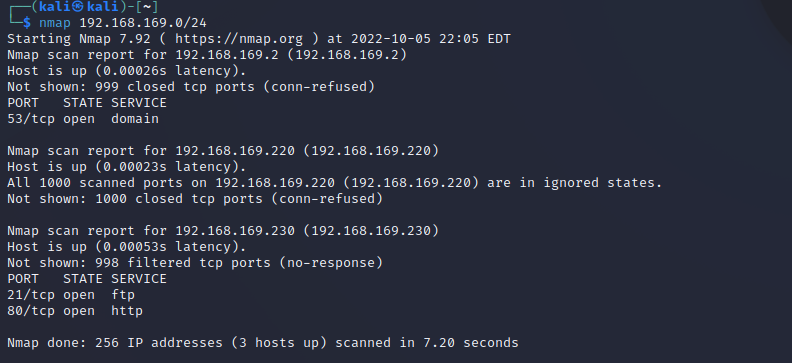 ┌──(kali㉿kali)-[~]
└─$ nmap 192.168.169.0/24
Starting Nmap 7.92 ( https://nmap.org ) at 2022-10-05 22:05 EDT
Nmap scan report for 192.168.169.2 (192.168.169.2)
Host is up (0.00026s latency).
Not shown: 999 closed tcp ports (conn-refused)
PORT   STATE SERVICE
53/tcp open  domain

Nmap scan report for 192.168.169.220 (192.168.169.220)
Host is up (0.00023s latency).
All 1000 scanned ports on 192.168.169.220 (192.168.169.220) are in ignored states.
Not shown: 1000 closed tcp ports (conn-refused)

Nmap scan report for 192.168.169.230 (192.168.169.230)
Host is up (0.00053s latency).
Not shown: 998 filtered tcp ports (no-response)
PORT   STATE SERVICE
21/tcp open  ftp
80/tcp open  http

Nmap done: 256 IP addresses (3 hosts up) scanned in 7.20 seconds